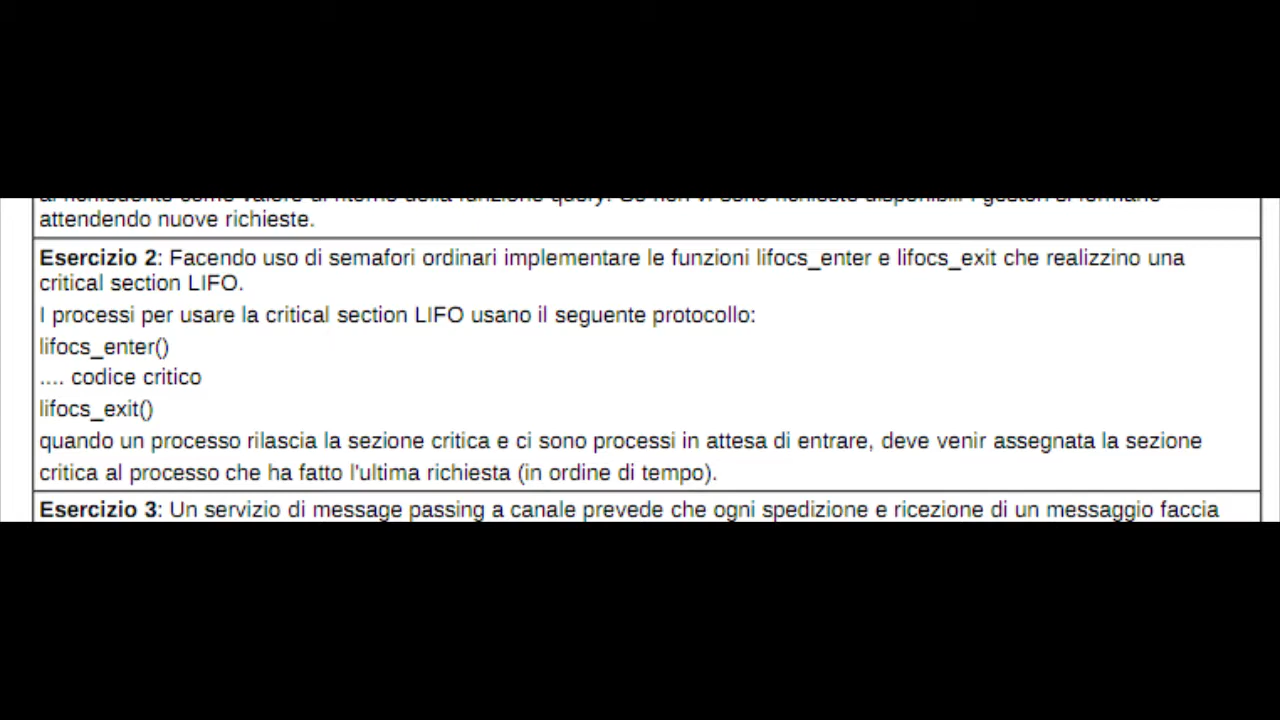 attendendo nuove richieste.
Esercizio 2: Facendo uso di semafori ordinari implementare le funzioni lifocs_enter e lifocs_exit che realizzino una
critical section LIFO.
I processi per usare la critical section LIFO usano il seguente protocollo:
lifocs_enter()
.... codice critico
lifocs_exit()
quando un processo rilascia la sezione critica e ci sono processi in attesa di entrare, deve venir assegnata la sezione
critica al processo che ha fatto l'ultima richiesta (in ordine di tempo).
Esercizio 3: Un servizio di message passing a canale prevede che ogni spedizione e ricezione di un messaggio faccia